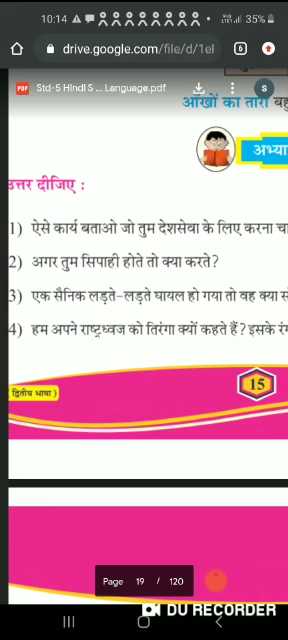 10:14 35%
drive.google.com/file/d/1el 6
PDF Std-5 Hindi S ... Language.pdf s
आँखों का तारा
अभ्या
उत्तर दीजिए :
1) ऐसे कार्य बताओ जो तुम देशसेवा के लिए करना चा
2) अगर तुम सिपाही होते तो क्या करते?
3) एक सैनिक लड़ते-लड़ते घायल हो गया तो वह क्या
4) हम अपने राष्ट्रध्वज को तिरंगा क्यों कहते हैं? इसके रं
द्वितीय भाषा )
15
Page 19 / 120
DU RECORDER